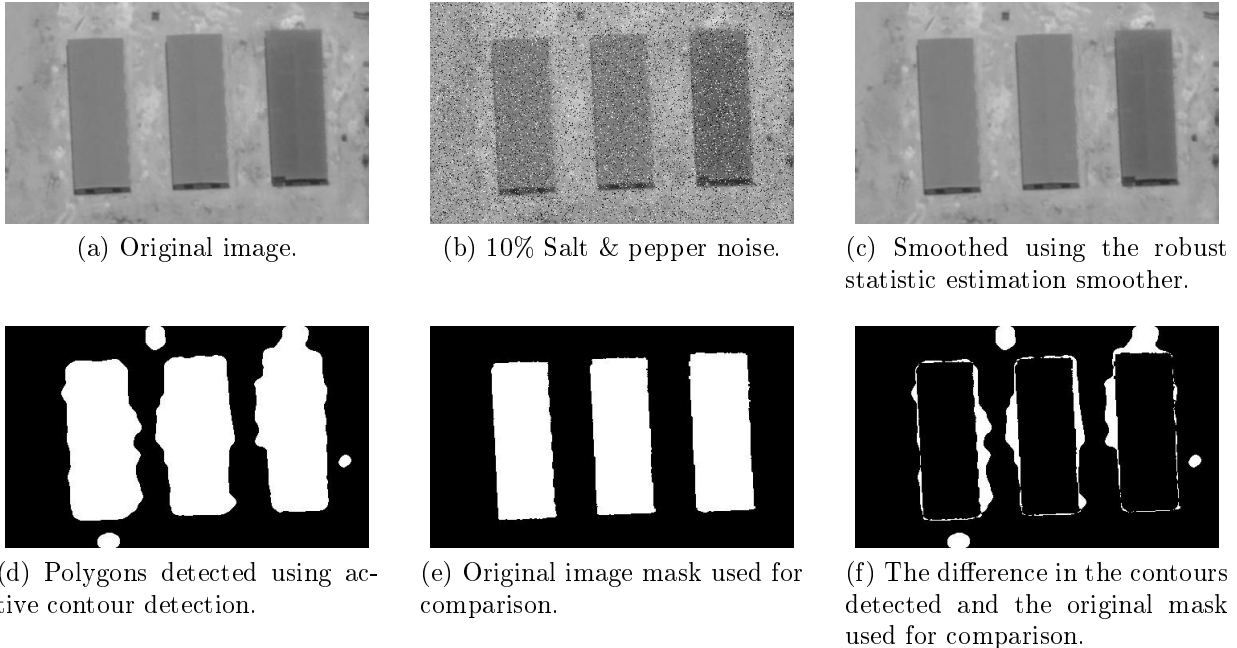 (a) Original image.
(b) 10% Salt & pepper noise.
(c) Smoothed using the robust
statistic estimation smoother.
(d) Polygons detected using ac-
tive contour detection.
(e) Original image mask used for
comparison.
(f) The difference in the contours
detected and the original mask
used for comparison.